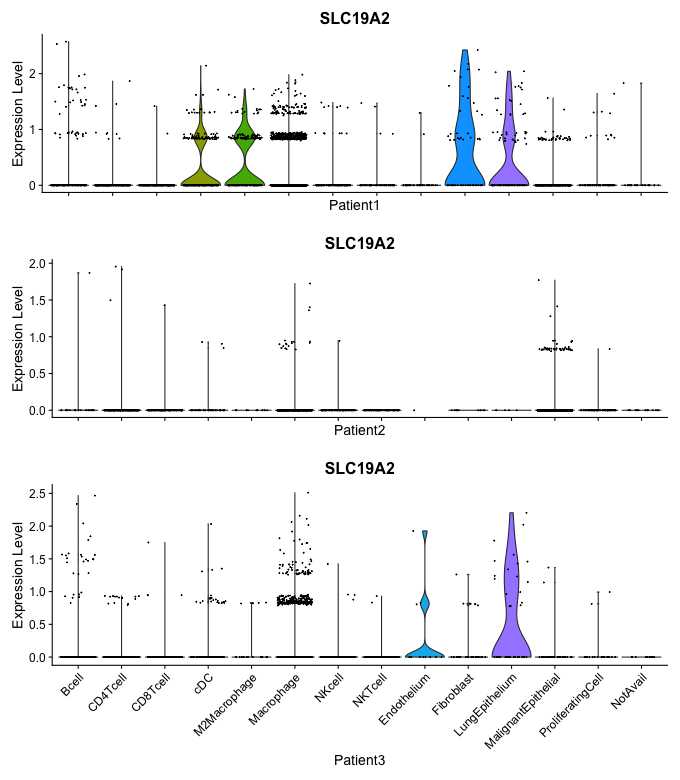 SLC19A2
Expression Level
2
1
0
Patient1
SLC19A2
Expression Level
2.0
1.5
1.0
0.5
0.0
Patient2
SLC19A2
Expression Level
2.5
2.0
1.5
1.0
0.5
0.0
Bcell
CD4Tcell
CD8Tcell
cDC
M2Macrophage
Macrophage
NKcell
NKTcell
Endothelium
Fibroblast
LungEpithelium
MalignantEpithelial
ProliferatingCell
NotAvail
Patient3